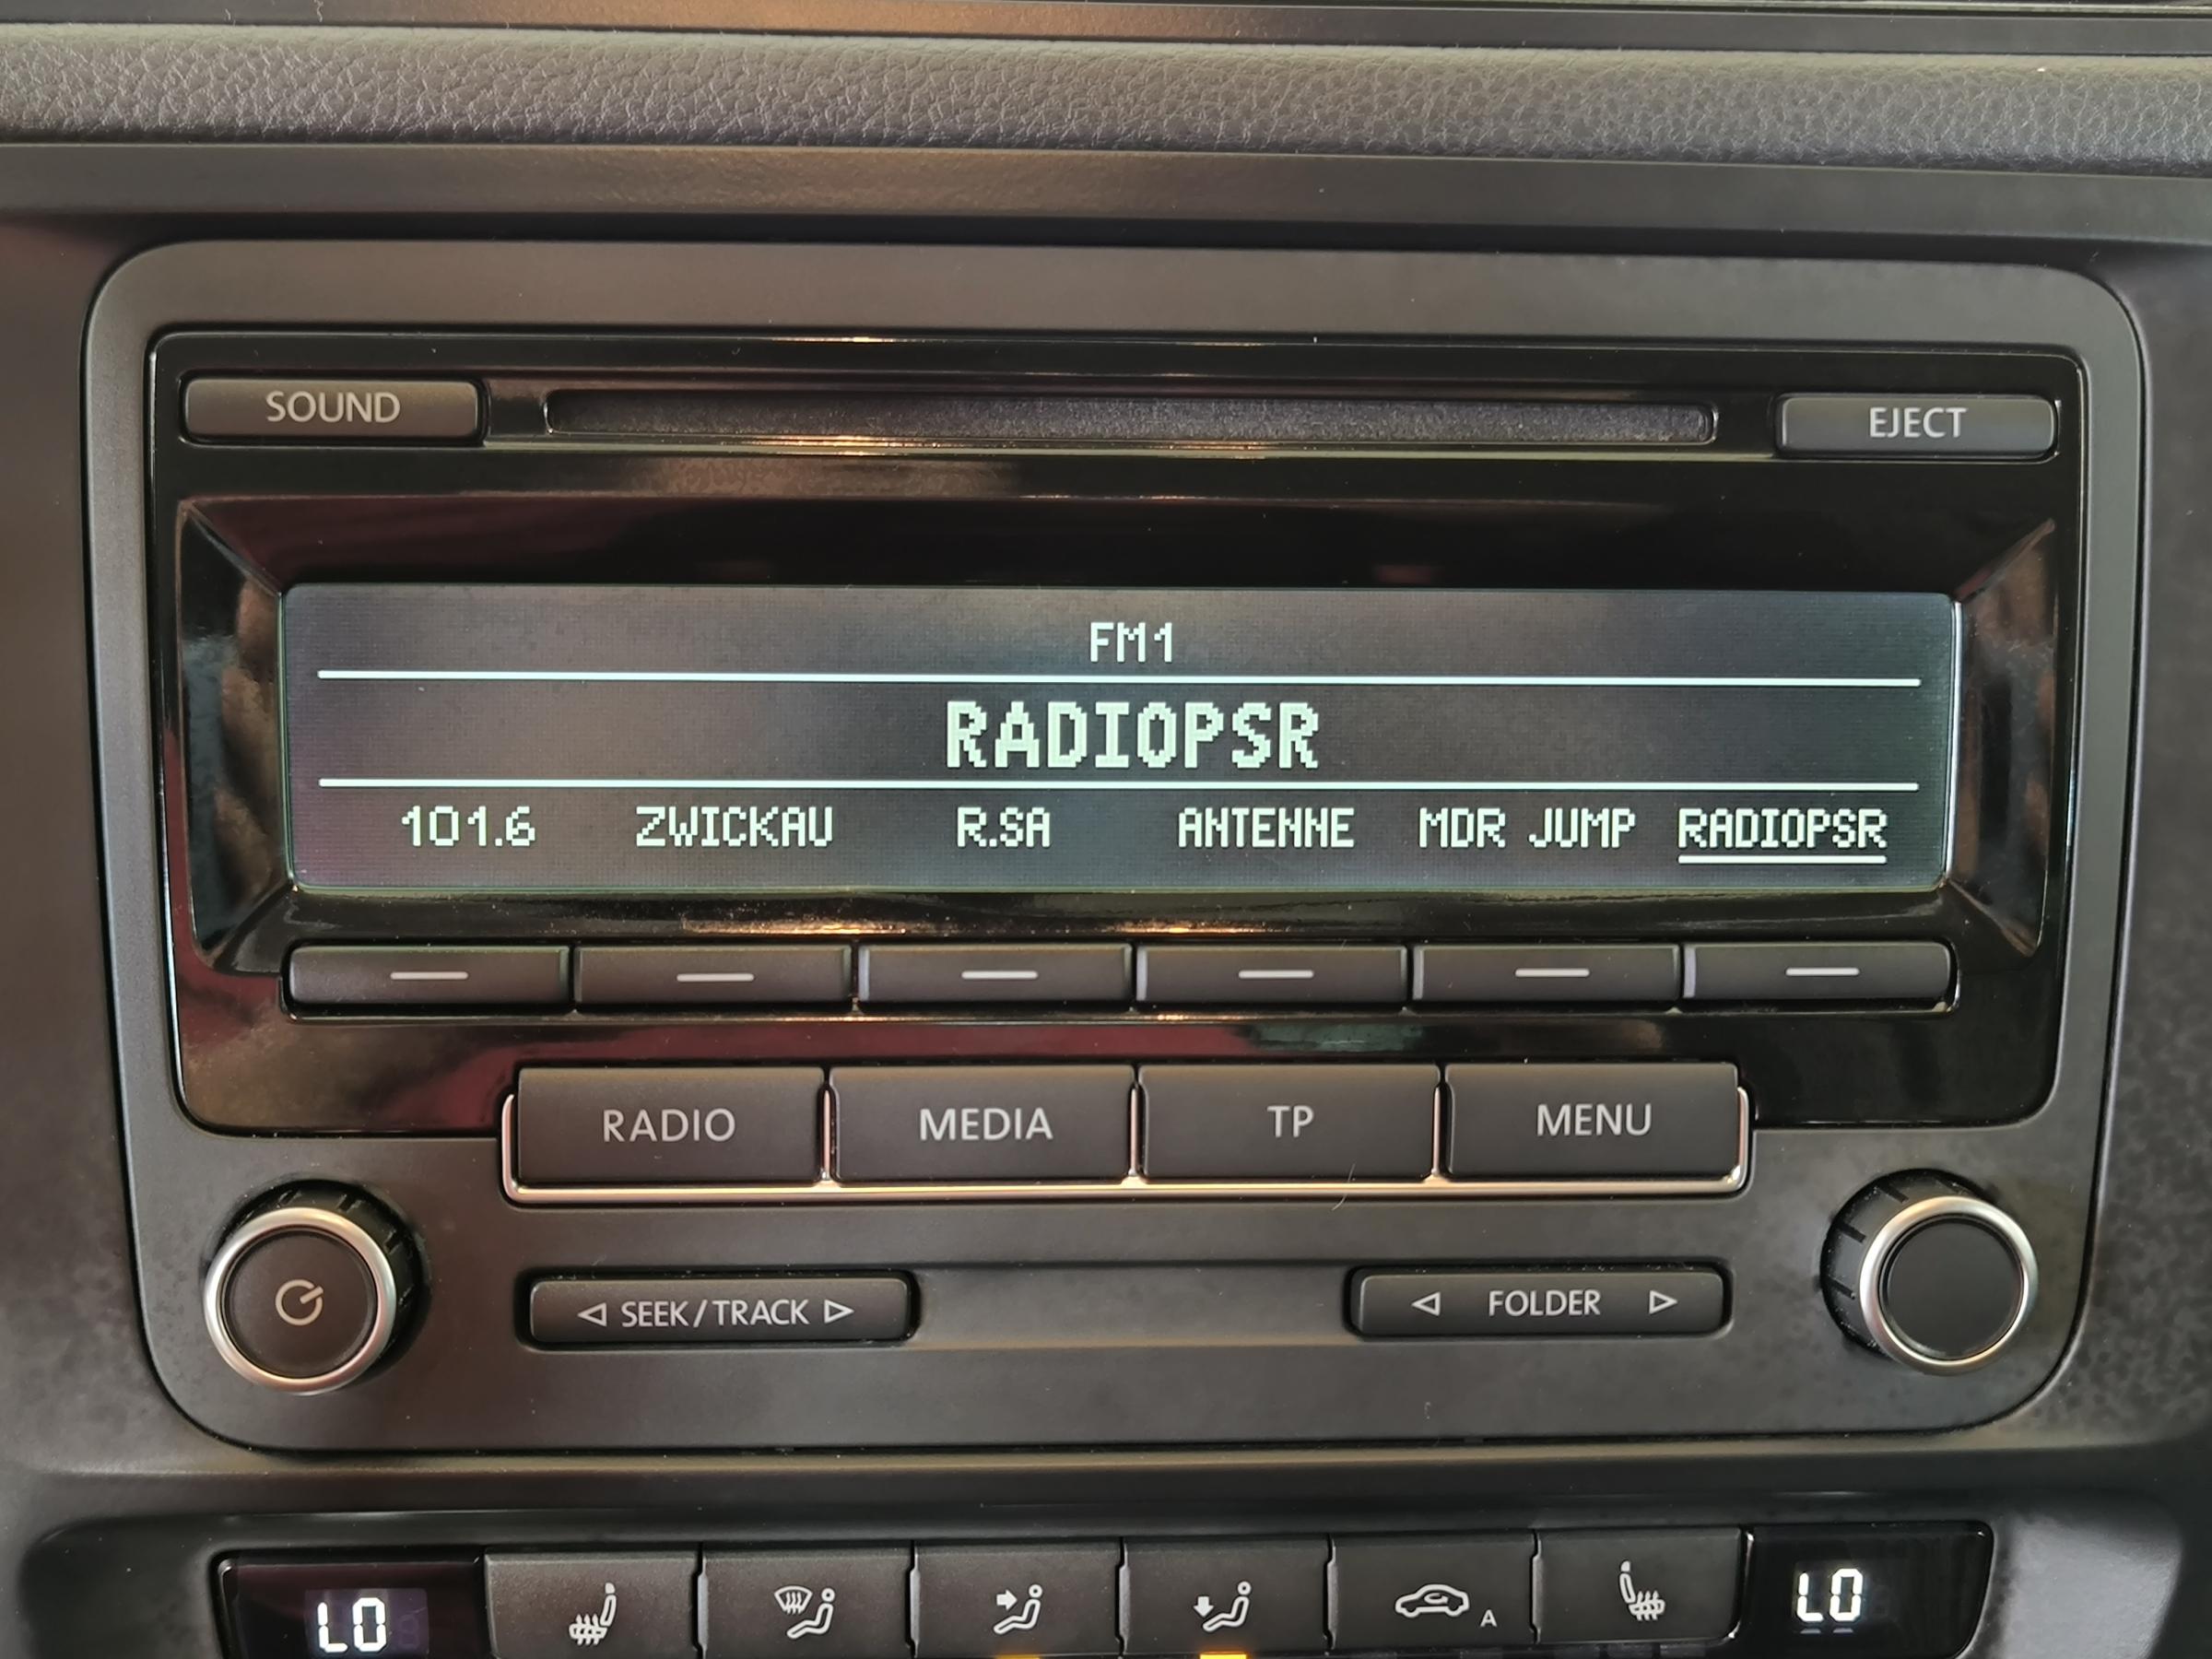 SOUND EJECT
FM1
RADIOPSR
101.6 ZWICKAU R.SA ANTENNE MDR JUMP RADIOPSR
RADIO MEDIA TP MENU
SEEK/TRACK FOLDER
LO A LO